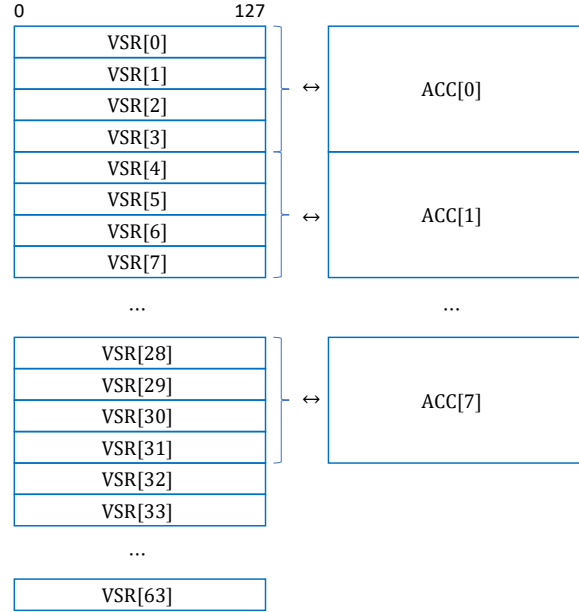 0 127
VSR[0]
VSR[1]
VSR[2]
VSR[3]
↔ ACC[0]
VSR[4]
VSR[5]
VSR[6]
VSR[7]
↔ ACC[1]
... ...
VSR[28]
VSR[29]
VSR[30]
VSR[31]
↔ ACC[7]
VSR[32]
VSR[33]
...
VSR[63]